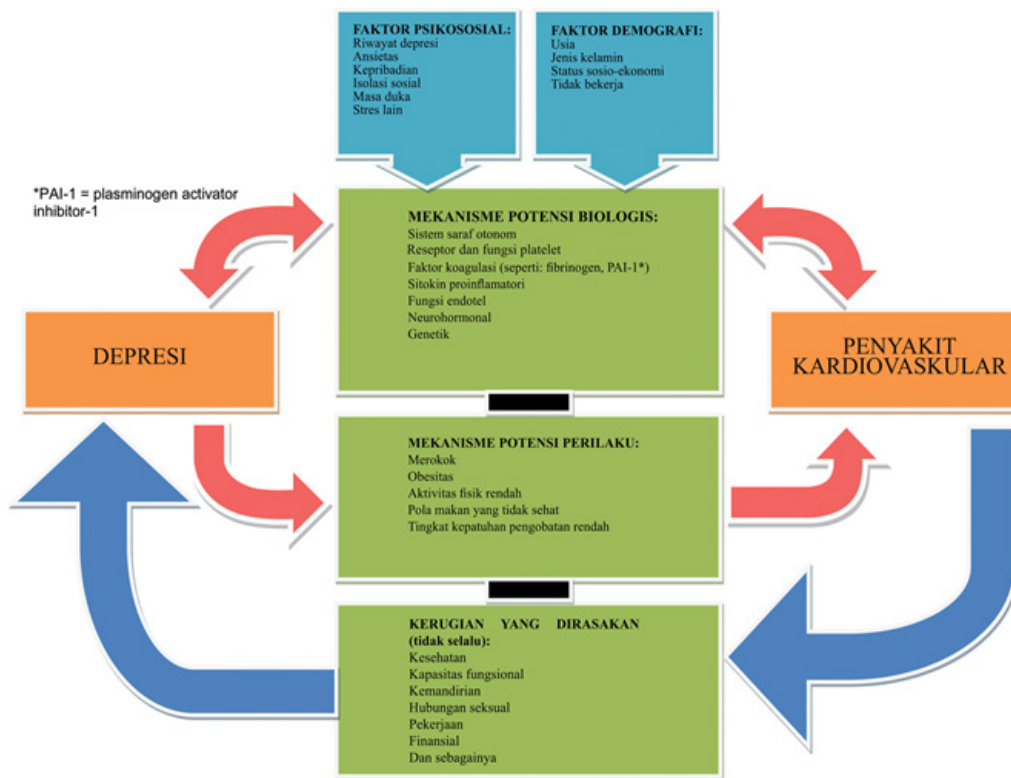 FAKTOR PSIKOSOSIAL:
Riwayat depresi
Ansietas
Kepribadian
Isolasi sosial
Masa duka
Stres lain
FAKTOR DEMOGRAFI:
Usia
Jenis kelamin
Status sosio-ekonomi
Tidak bekerja
*PAI-1 = plasminogen activator
inhibitor-1
MEKANISME POTENSI BIOLOGIS:
Sistem saraf otonom
Reseptor dan fungsi platelet
Faktor koagulasi (seperti: fibrinogen, PAI-1*)
Sitokin proinflamatori
Fungsi endotel
Neurohormonal
Genetik
DEPRESI
PENYAKIT
KARDIOVASKULAR
MEKANISME POTENSI PERILAKU:
Merokok
Obesitas
Aktivitas fisik rendah
Pola makan yang tidak sehat
Tingkat kepatuhan pengobatan rendah
KERUGIAN YANG DIRASAKAN
(tidak selalu):
Kesehatan
Kapasitas fungsional
Kemandirian
Hubungan seksual
Pekerjaan
Finansial
Dan sebagainya